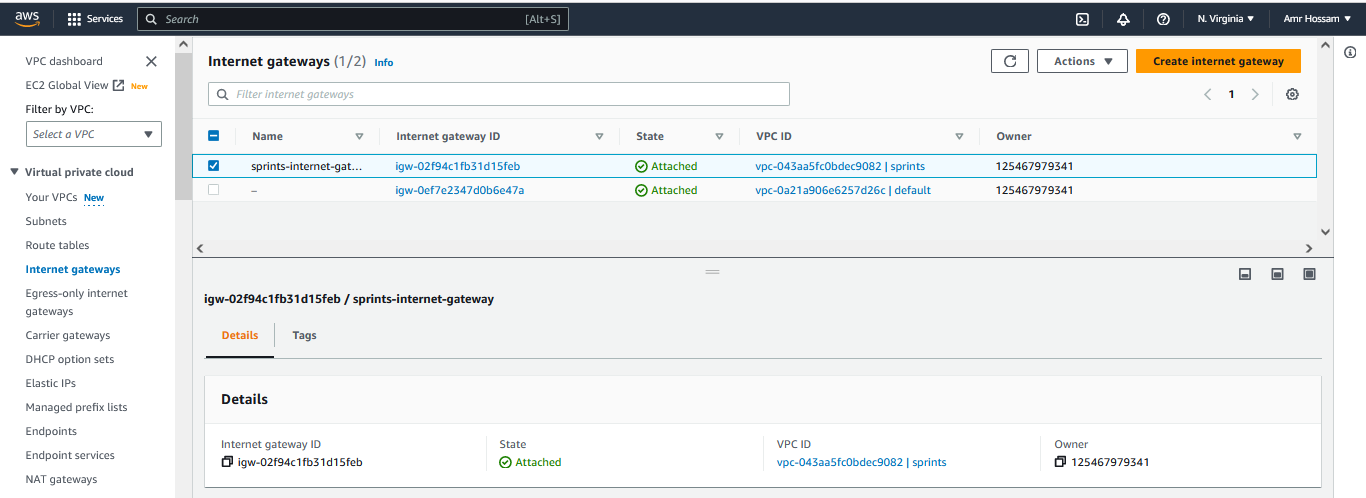 aws Services Search [Alt+S] N. Virginia Amr Hossam
VPC dashboard
EC2 Global View New
Filter by VPC:
Select a VPC
Virtual private cloud
Your VPCs New
Subnets
Route tables
Internet gateways
Egress-only internet
gateways
Carrier gateways
DHCP option sets
Elastic IPs
Managed prefix lists
Endpoints
Endpoint services
NAT gateways
Internet gateways (1/2) Info
Actions
Create internet gateway
Filter internet gateways
1
Name Internet gateway ID State VPC ID Owner
sprints-internet-gat... igw-02f94c1fb31d15feb Attached vpc-043aa5fc0bdec9082 | sprints 125467979341
– igw-0ef7e2347d0b6e47a Attached vpc-0a21a906e6257d26c | default 125467979341
igw-02f94c1fb31d15feb / sprints-internet-gateway
Details Tags
Details
Internet gateway ID State VPC ID Owner
igw-02f94c1fb31d15feb Attached vpc-043aa5fc0bdec9082 | sprints 125467979341